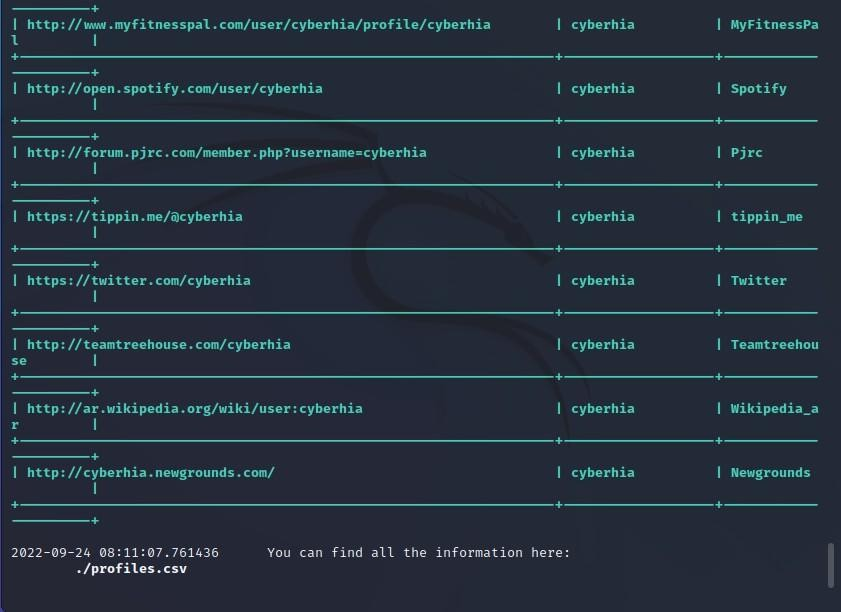 -----------+
| http://www.myfitnesspal.com/user/cyberhia/profile/cyberhia | cyberhia | MyFitnessPa
l |
+------------------------------------------------------------------+------------------+-----------
-----------+
| http://open.spotify.com/user/cyberhia | cyberhia | Spotify
|
+------------------------------------------------------------------+------------------+-----------
-----------+
| http://forum.pjrc.com/member.php?username=cyberhia | cyberhia | Pjrc
|
+------------------------------------------------------------------+------------------+-----------
-----------+
| https://tippin.me/@cyberhia | cyberhia | tippin_me
|
+------------------------------------------------------------------+------------------+-----------
-----------+
| https://twitter.com/cyberhia | cyberhia | Twitter
|
+------------------------------------------------------------------+------------------+-----------
-----------+
| http://teamtreehouse.com/cyberhia | cyberhia | Teamtreehou
se |
+------------------------------------------------------------------+------------------+-----------
-----------+
| http://ar.wikipedia.org/wiki/user:cyberhia | cyberhia | Wikipedia_a
r |
+------------------------------------------------------------------+------------------+-----------
-----------+
| http://cyberhia.newgrounds.com/ | cyberhia | Newgrounds
|
+------------------------------------------------------------------+------------------+-----------
-----------+
2022-09-24 08:11:07.761436 You can find all the information here:
./profiles.csv